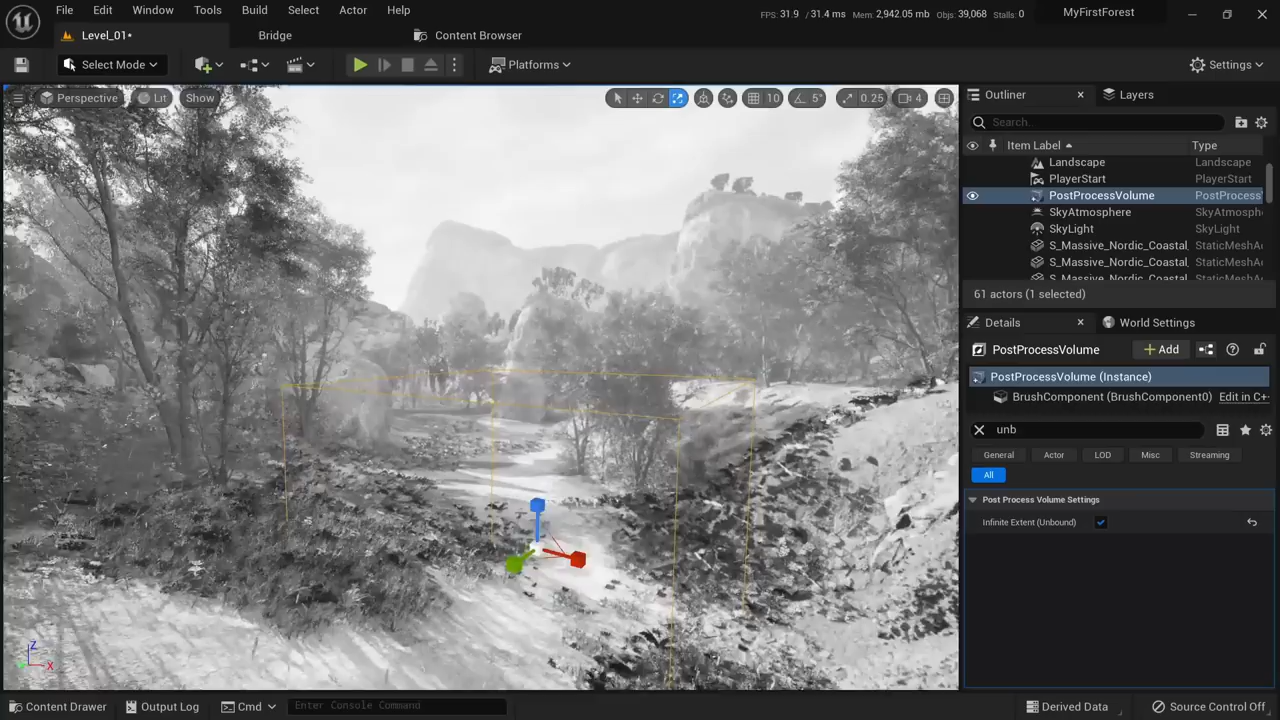 File Edit Window Tools Build Select Actor Help
FPS: 31.9 / 31.4 ms Mem: 2,942.05 mb Objs: 39,068 Stalls: 0
MyFirstForest
Level_01*
Bridge
Content Browser
Select Mode
Platforms
Settings
Perspective
Lit
Show
10
5°
0.25
4
Outliner
Layers
Search...
Item Label Type
Landscape Landscape
PlayerStart PlayerStart
PostProcessVolume PostProcess
SkyAtmosphere SkyAtmosph
SkyLight SkyLight
S_Massive_Nordic_Coastal_ StaticMeshA
S_Massive_Nordic_Coastal_ StaticMeshA
S_Massive_Nordic_Coastal_ StaticMeshA
61 actors (1 selected)
Details
World Settings
PostProcessVolume
+ Add
PostProcessVolume (Instance)
BrushComponent (BrushComponent0) Edit in C++
unb
General Actor LOD Misc Streaming
All
Post Process Volume Settings
Infinite Extent (Unbound)
Z
X
Content Drawer
Output Log
Cmd
Enter Console Command
Derived Data
Source Control Off